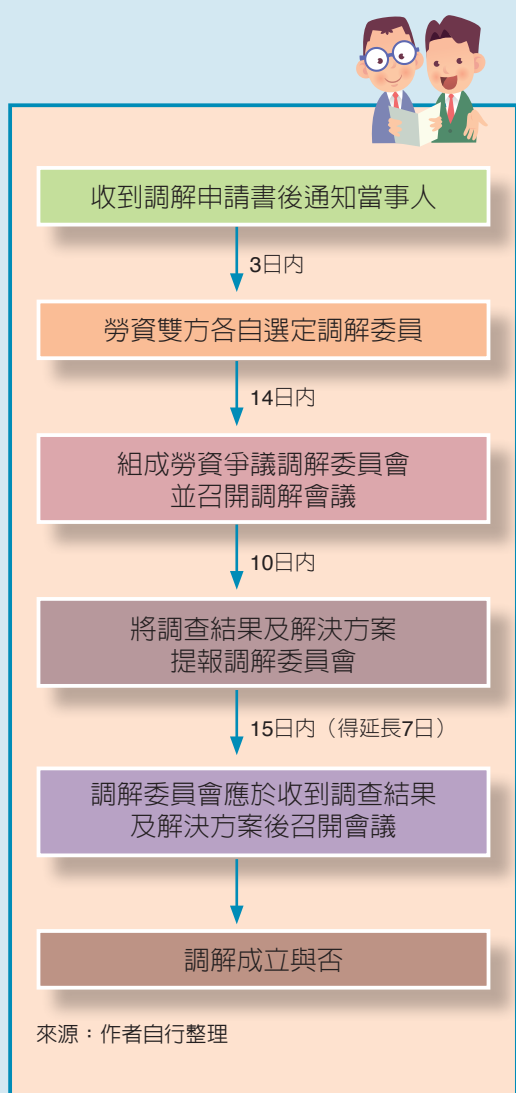 收到調解申請書後通知當事人
3日內
勞資雙方各自選定調解委員
14日內
組成勞資爭議調解委員會
並召開調解會議
10日內
將調查結果及解決方案
提報調解委員會
15日內（得延長7日）
調解委員會應於收到調查結果
及解決方案後召開會議
調解成立與否
來源：作者自行整理